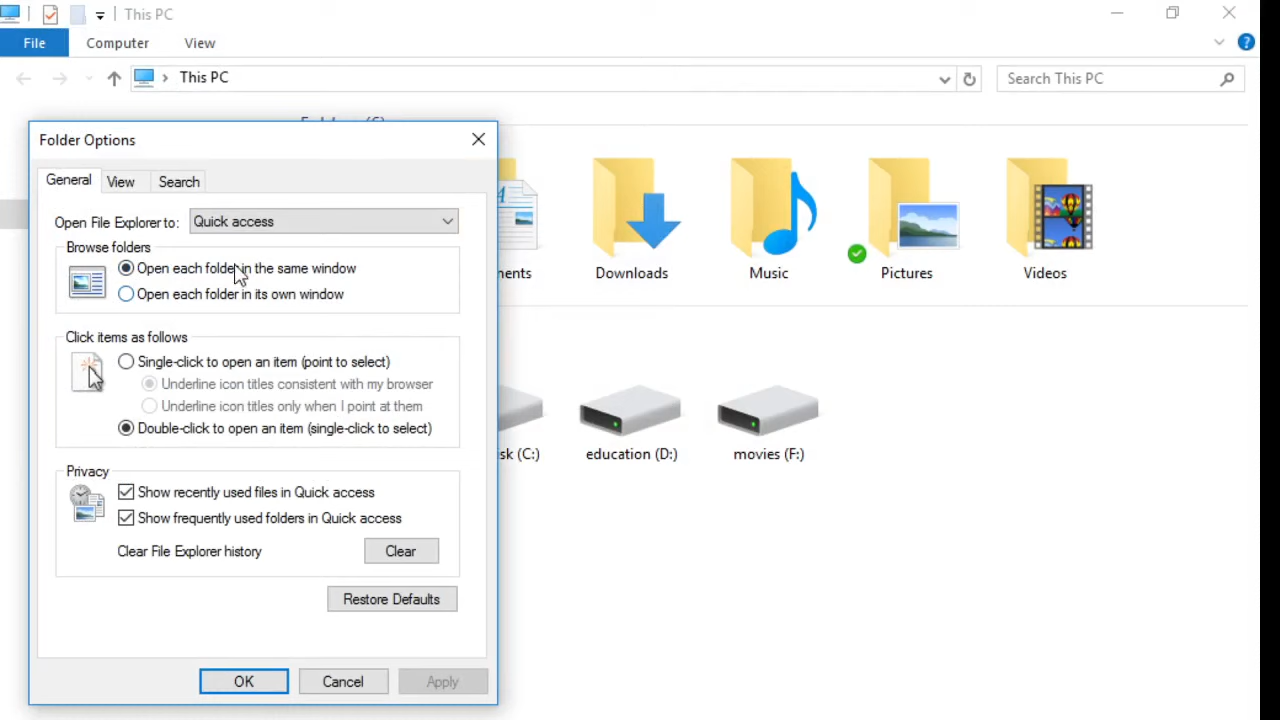 This PC
File Computer View
This PC
Search This PC
Folder Options
General View Search
Open File Explorer to: Quick access
Browse folders
Open each folder in the same window
Open each folder in its own window
Click items as follows
Single-click to open an item (point to select)
Underline icon titles consistent with my browser
Underline icon titles only when I point at them
Double-click to open an item (single-click to select)
Privacy
Show recently used files in Quick access
Show frequently used folders in Quick access
Clear File Explorer history Clear
Restore Defaults
OK Cancel Apply
ments Downloads Music Pictures Videos
sk (C:) education (D:) movies (F:)